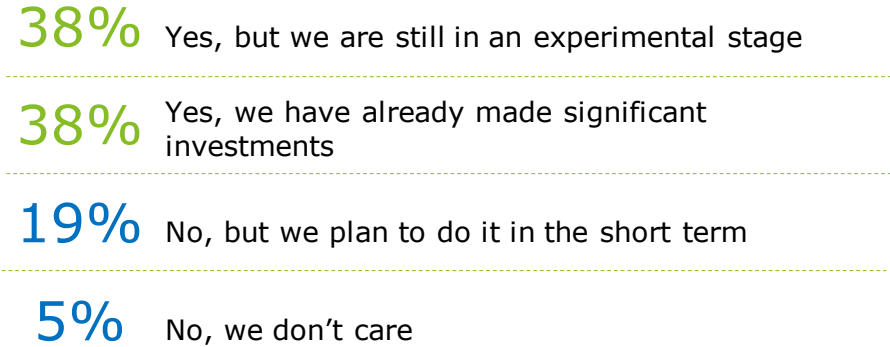 38% Yes, but we are still in an experimental stage
38% Yes, we have already made significant
investments
19% No, but we plan to do it in the short term
5% No, we don’t care